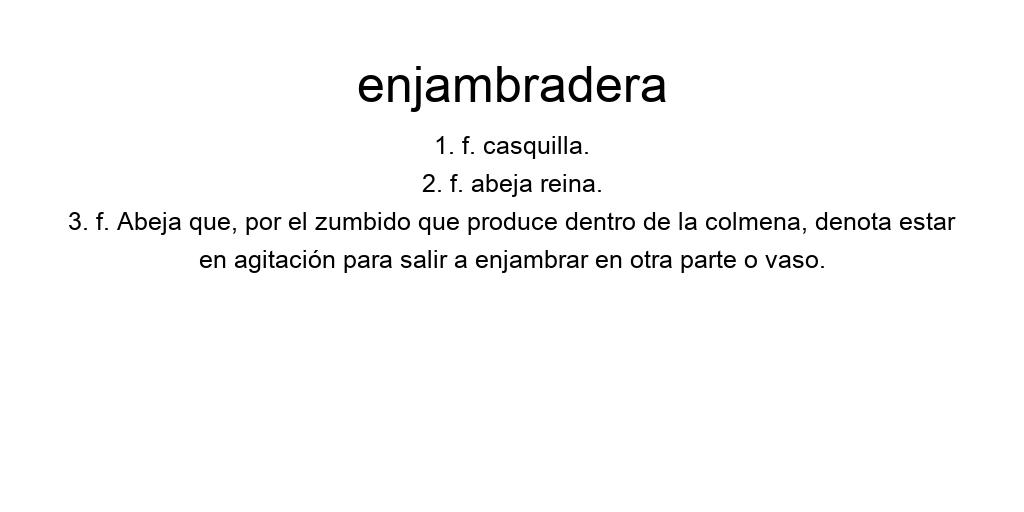 enjambradera
1. f. casquilla.
2. f. abeja reina.
3. f. Abeja que, por el zumbido que produce dentro de la colmena, denota estar
en agitación para salir a enjambrar en otra parte o vaso.